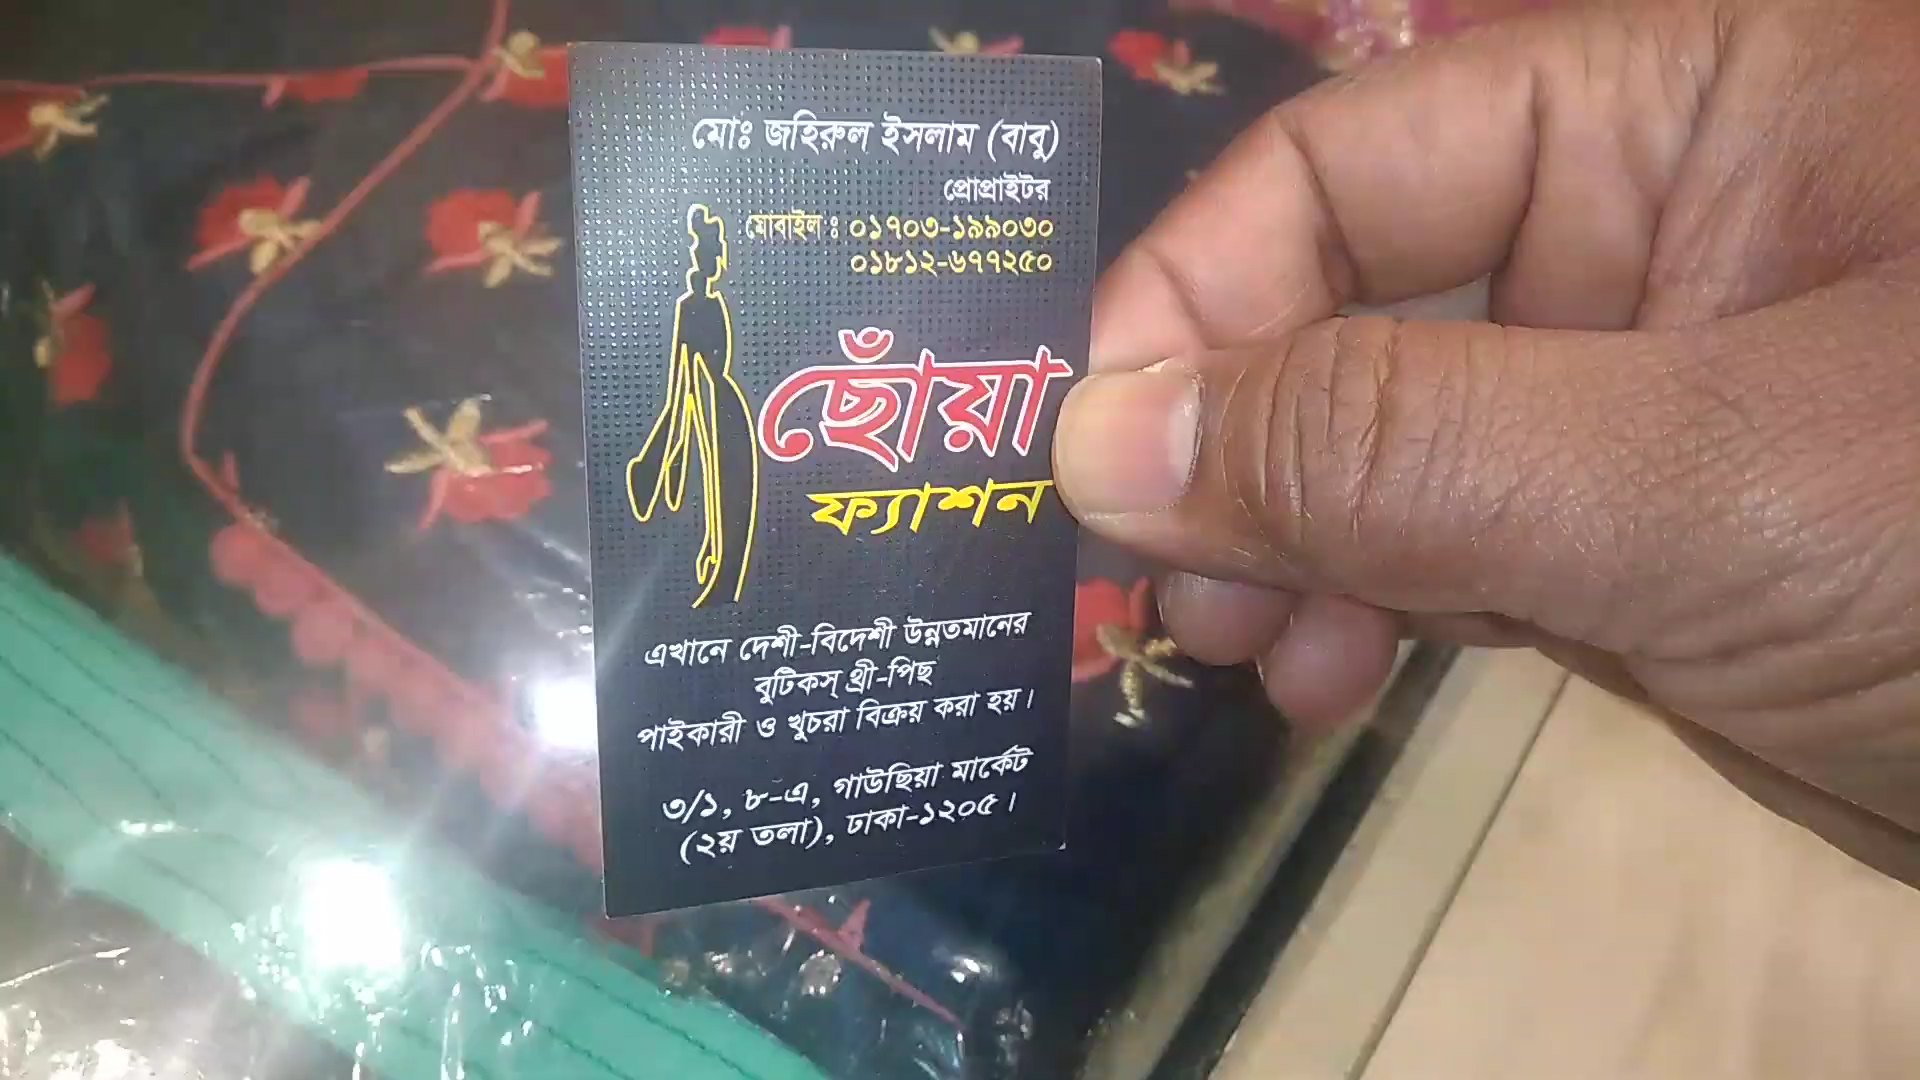 মোঃ জহিরুল ইসলাম (বাবু)
প্রোপ্রাইটর
মোবাইল ঃ ০১৭০৩-১৯৯০৩০
০১৮১২-৬৭৭২৫০
ছোঁয়া
ফ্যাশন
এখানে দেশী-বিদেশী উন্নতমানের
বুটিকস্ থ্রী-পিছ
পাইকারী ও খুচরা বিক্রয় করা হয়।
৩/১, ৮-এ, গাউছিয়া মার্কেট
(২য় তলা), ঢাকা-১২০৫।